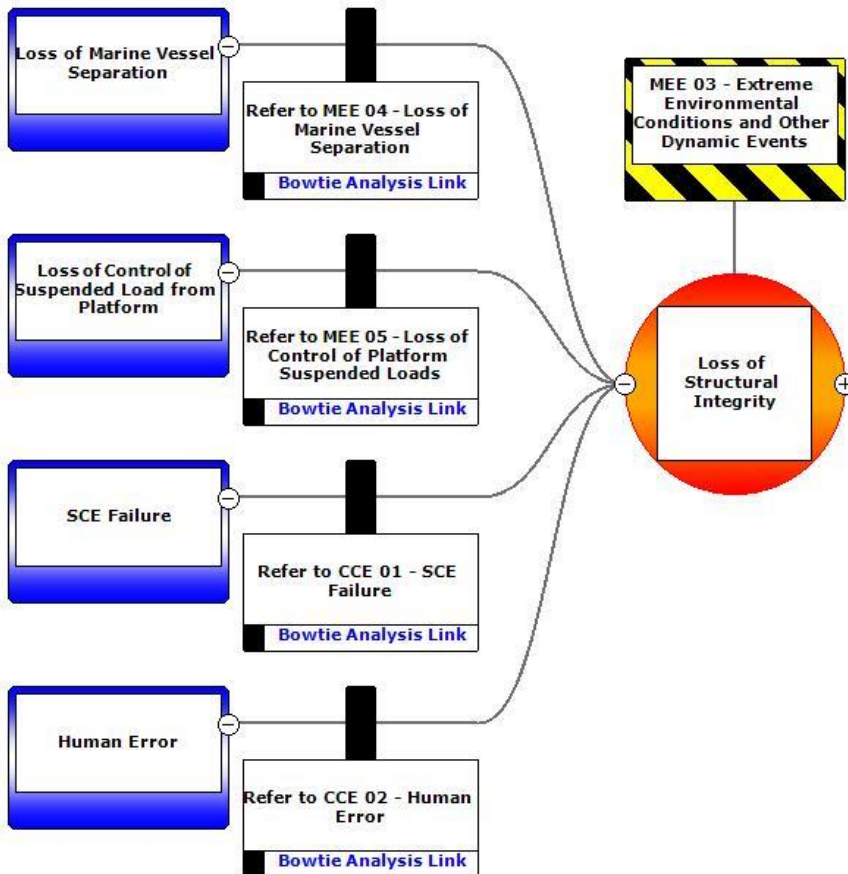 Loss of Marine Vessel
Separation
Refer to MEE 04 - Loss of
Marine Vessel
Separation
Bowtie Analysis Link
MEE 03 - Extreme
Environmental
Conditions and Other
Dynamic Events
Loss of Control of
Suspended Load from
Platform
Refer to MEE 05 - Loss of
Control of Platform
Suspended Loads
Bowtie Analysis Link
Loss of
Structural
Integrity
SCE Failure
Refer to CCE 01 - SCE
Failure
Bowtie Analysis Link
Human Error
Refer to CCE 02 - Human
Error
Bowtie Analysis Link